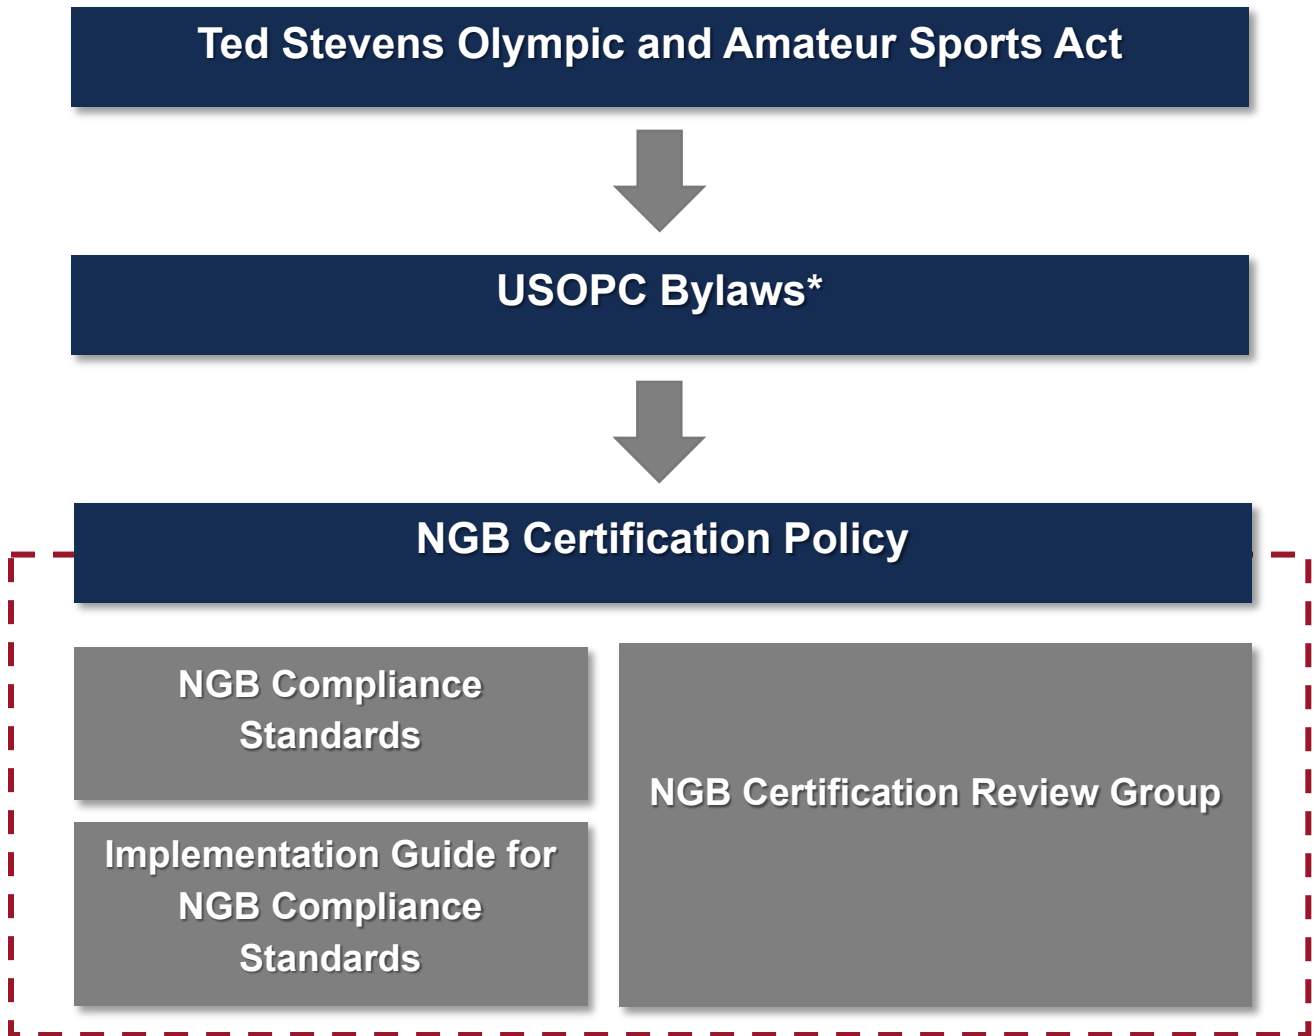 Ted Stevens Olympic and Amateur Sports Act
USOPC Bylaws*
NGB Certification Policy
NGB Compliance
Standards
Implementation Guide for
NGB Compliance
Standards
NGB Certification Review Group